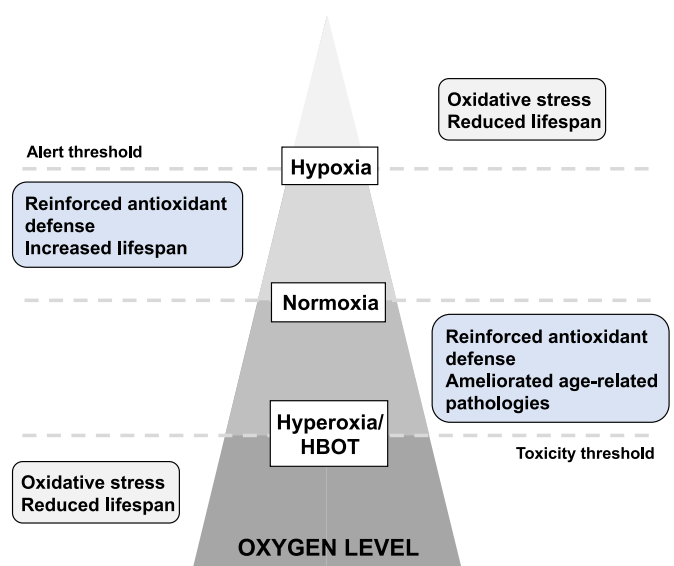 Oxidative stress
Reduced lifespan
Alert threshold
Hypoxia
Reinforced antioxidant
defense
Increased lifespan
Normoxia
Reinforced antioxidant
defense
Ameliorated age-related
pathologies
Hyperoxia/
HBOT
Toxicity threshold
Oxidative stress
Reduced lifespan
OXYGEN LEVEL